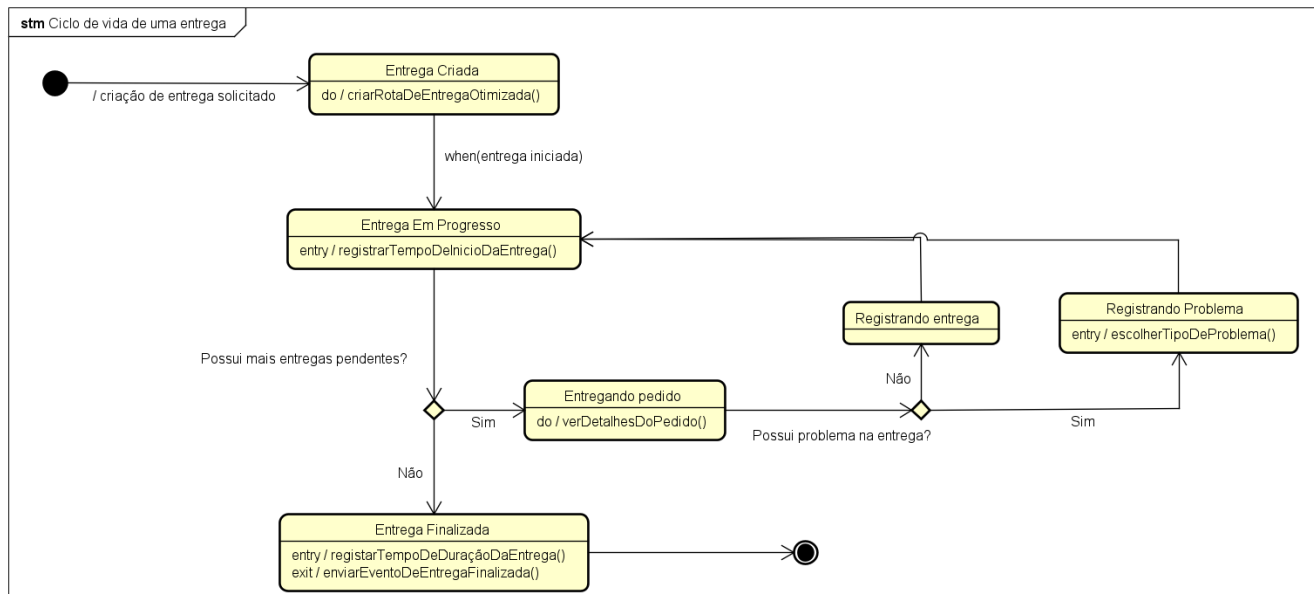 stm Ciclo de vida de uma entrega
Entrega Criada
do / criarRotaDeEntregaOtimizada()
/ criação de entrega solicitado
when(entrega iniciada)
Entrega Em Progresso
entry / registrarTempoDeInicioDaEntrega()
Registrando entrega
Registrando Problema
entry / escolherTipoDeProblema()
Possui mais entregas pendentes?
Não
Entregando pedido
do / verDetalhesDoPedido()
Sim
Possui problema na entrega?
Sim
Não
Entrega Finalizada
entry / registarTempoDeDuraçãoDaEntrega()
exit / enviarEventoDeEntregaFinalizada()